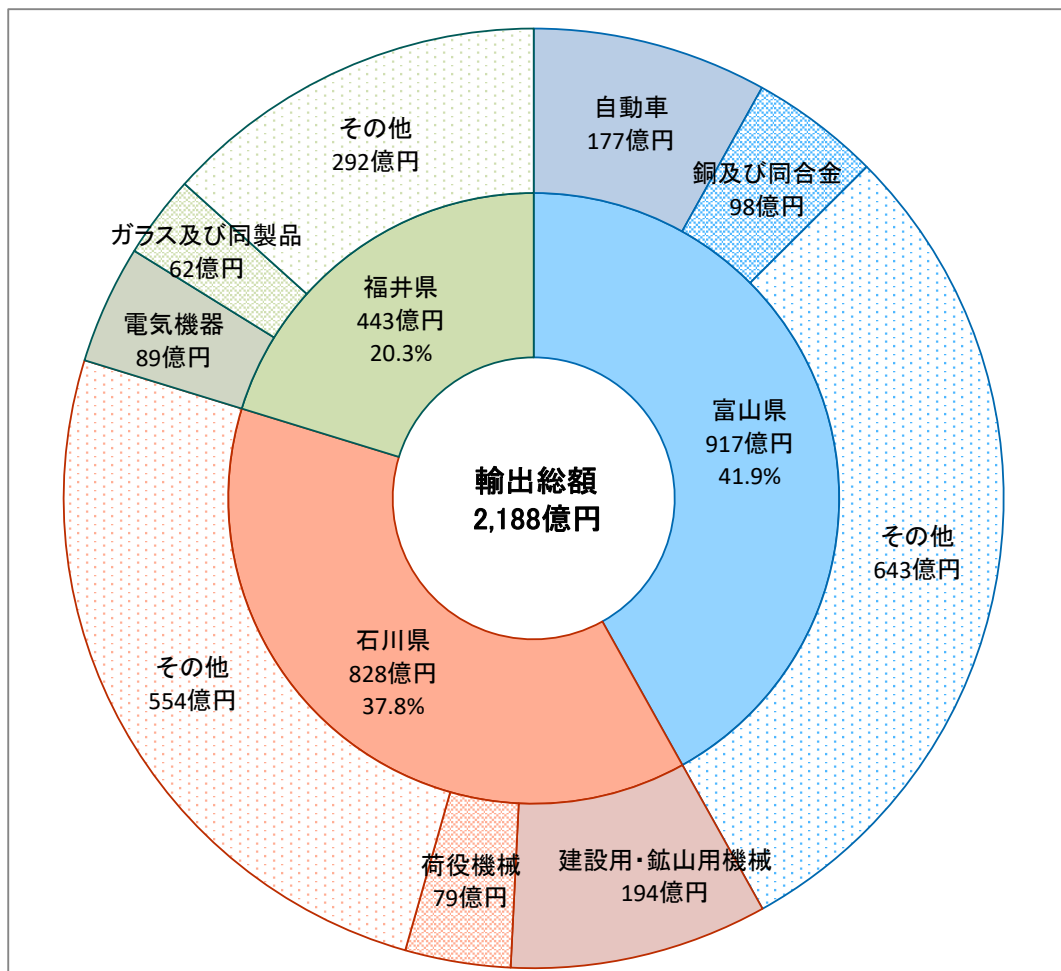 輸出総額
2,188億円
富山県
917億円
41.9%
自動車
177億円
銅及び同合金
98億円
その他
643億円
石川県
828億円
37.8%
建設用・鉱山用機械
194億円
荷役機械
79億円
その他
554億円
福井県
443億円
20.3%
電気機器
89億円
ガラス及び同製品
62億円
その他
292億円